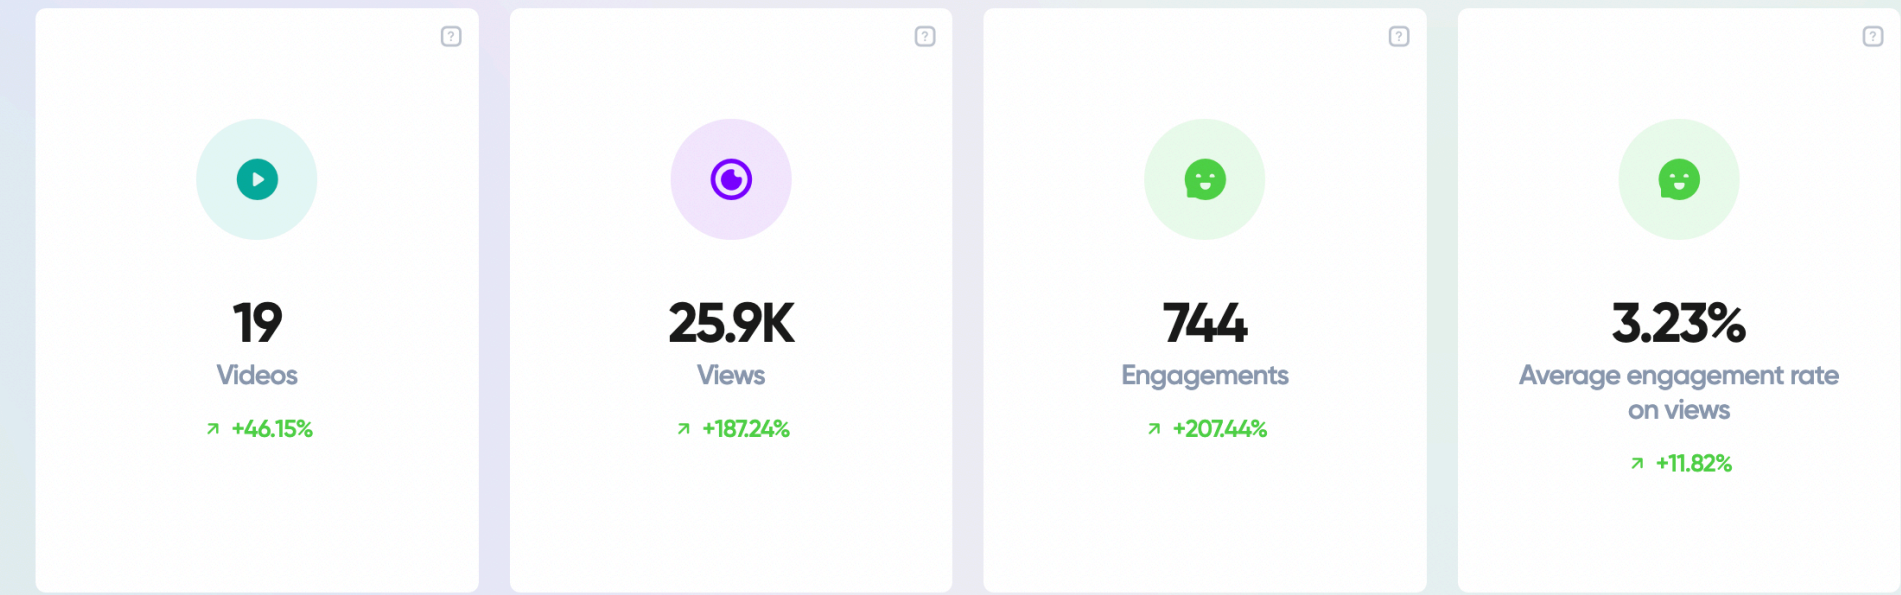 19
Videos
+46.15%
25.9K
Views
+187.24%
744
Engagements
+207.44%
3.23%
Average engagement rate
on views
+11.82%